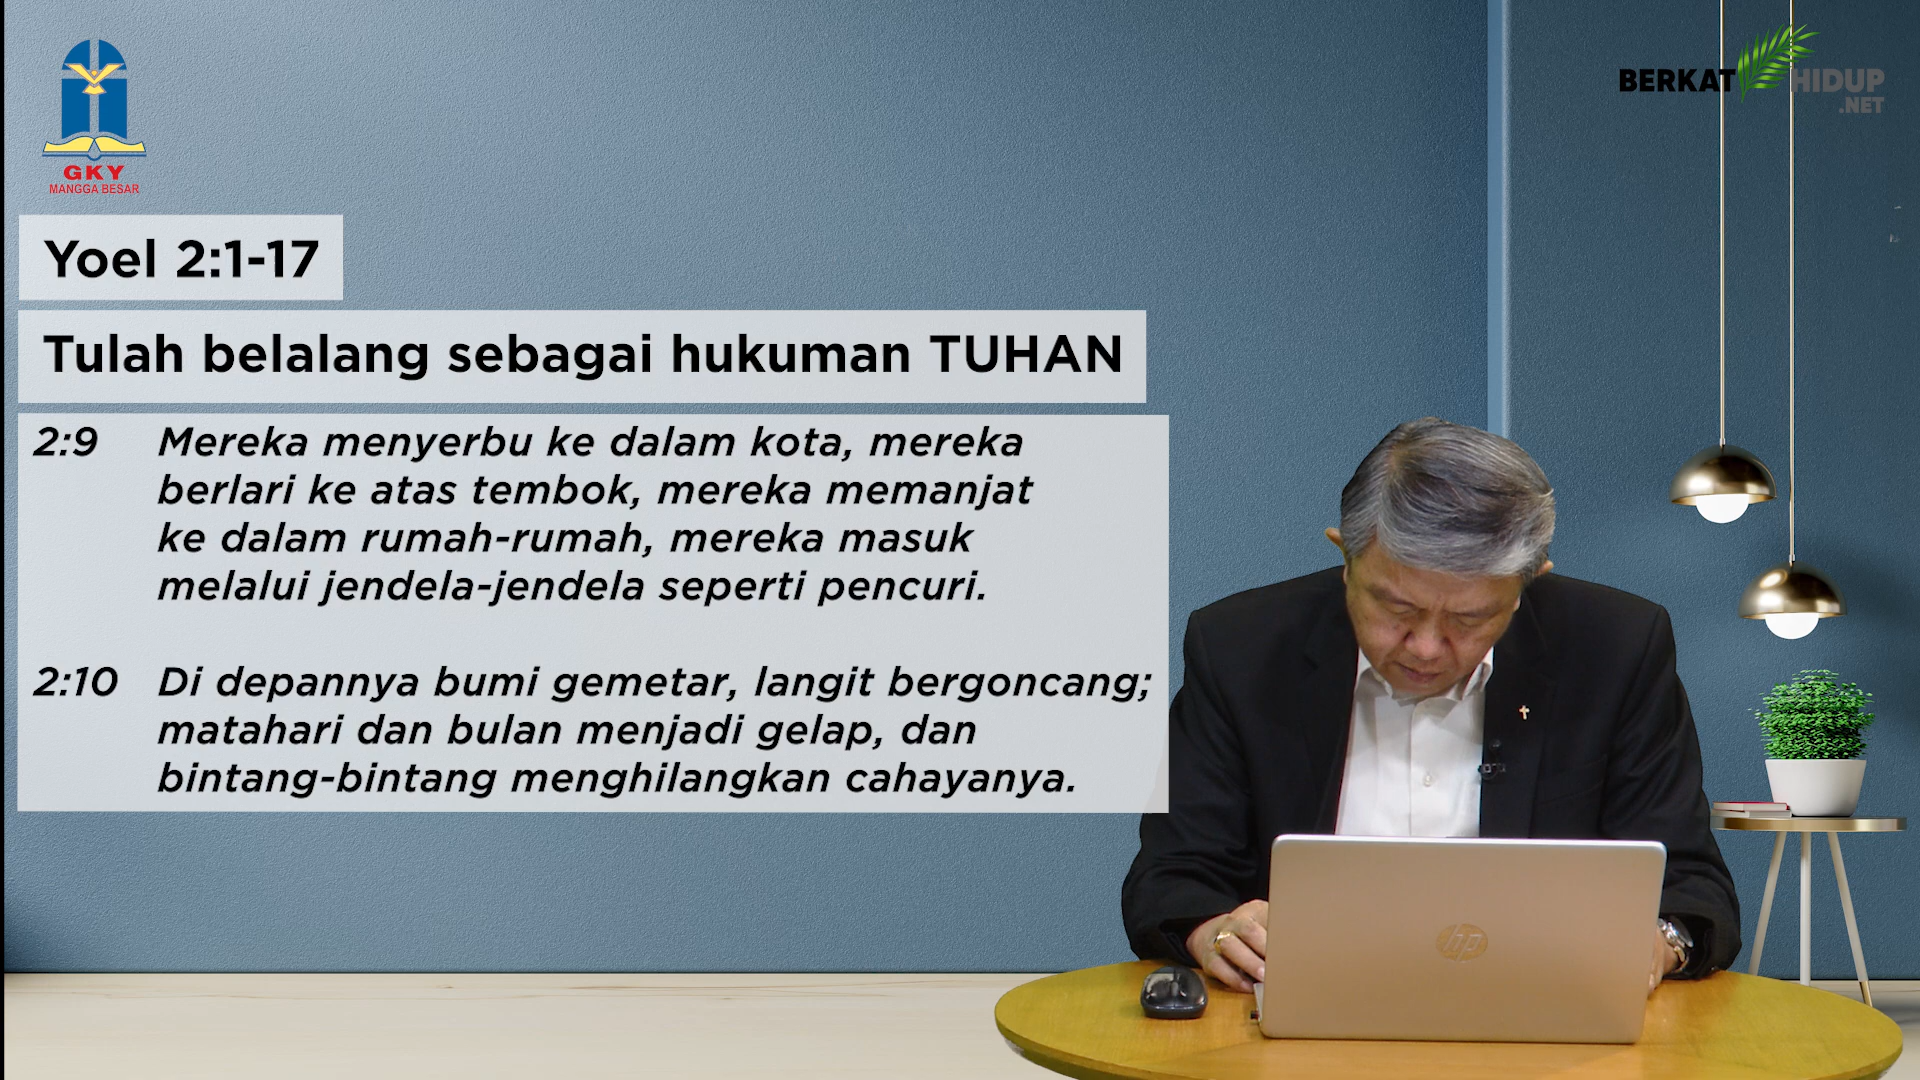 GKY
MANGGA BESAR
BERKAT HIDUP
.NET
Yoel 2:1-17
Tulah belalang sebagai hukuman TUHAN
2:9 Mereka menyerbu ke dalam kota, mereka
berlari ke atas tembok, mereka memanjat
ke dalam rumah-rumah, mereka masuk
melalui jendela-jendela seperti pencuri.
2:10 Di depannya bumi gemetar, langit bergoncang;
matahari dan bulan menjadi gelap, dan
bintang-bintang menghilangkan cahayanya.
hp